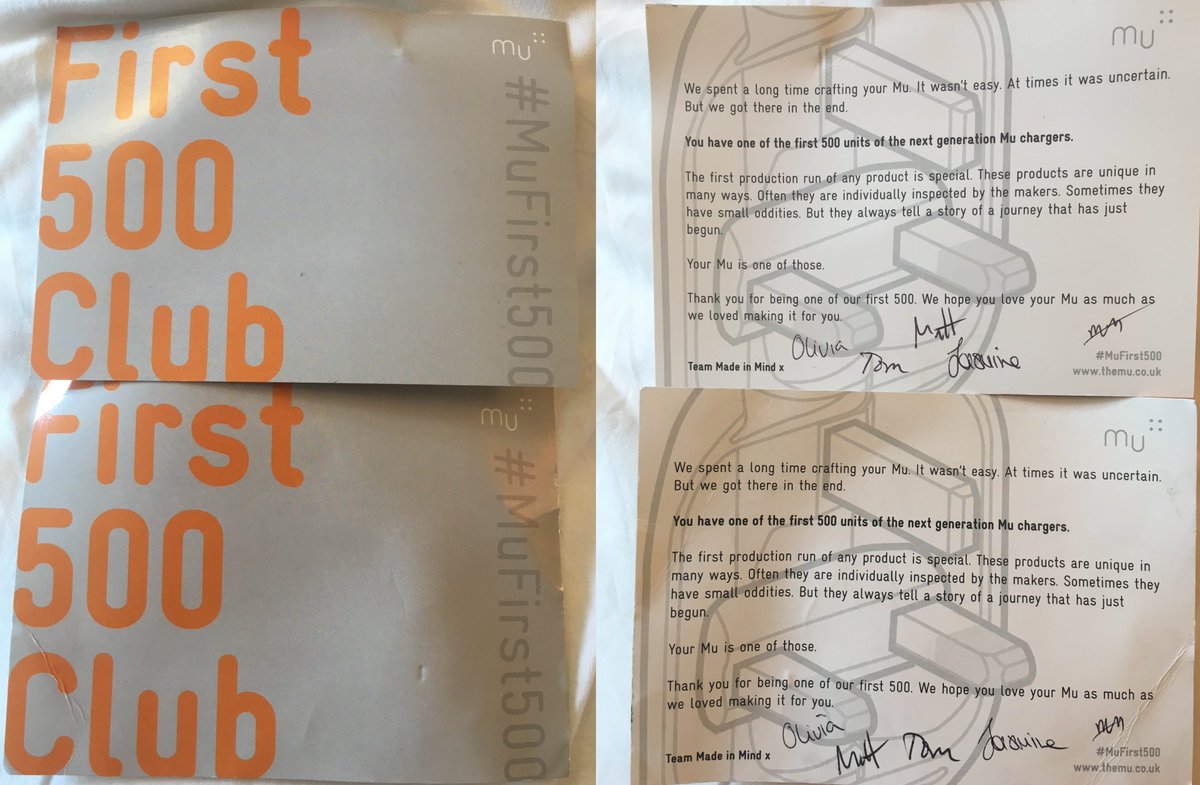 First
500
Club
mu
#MuFirst500
First
500
Club
mu
#MuFirst500
mu
We spent a long time crafting your Mu. It wasn't easy. At times it was uncertain.
But we got there in the end.
You have one of the first 500 units of the next generation Mu chargers.
The first production run of any product is special. These products are unique in
many ways. Often they are individually inspected by the makers. Sometimes they
have small oddities. But they always tell a story of a journey that has just
begun.
Your Mu is one of those.
Thank you for being one of our first 500. We hope you love your Mu as much as
we loved making it for you.
Olivia Matt
Tom Jasmine
Team Made in Mind x
#MuFirst500
www.themu.co.uk
mu
We spent a long time crafting your Mu. It wasn't easy. At times it was uncertain.
But we got there in the end.
You have one of the first 500 units of the next generation Mu chargers.
The first production run of any product is special. These products are unique in
many ways. Often they are individually inspected by the makers. Sometimes they
have small oddities. But they always tell a story of a journey that has just
begun.
Your Mu is one of those.
Thank you for being one of our first 500. We hope you love your Mu as much as
we loved making it for you.
Olivia
Matt Tom Jasmine
Team Made in Mind x
#MuFirst500
www.themu.co.uk